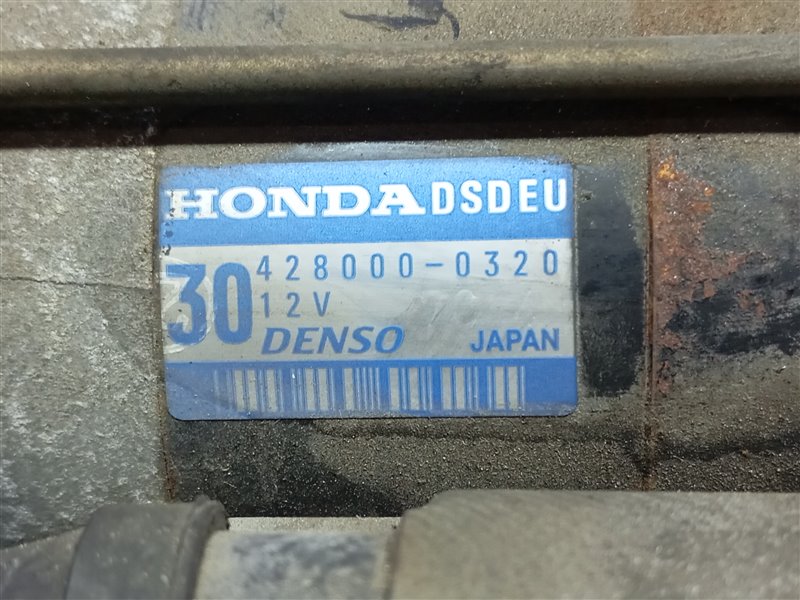 HONDA DSDEU
30 428000-0320
12V
DENSO JAPAN